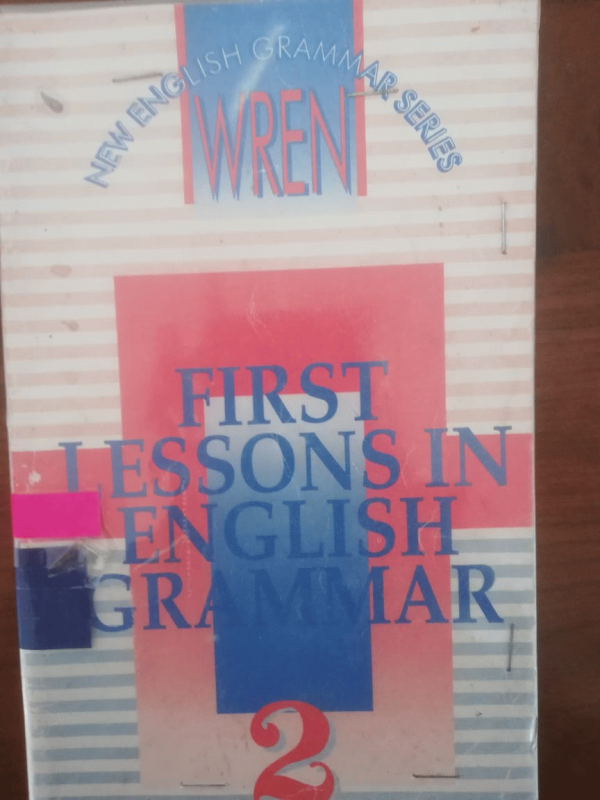 NEW ENGLISH GRAMMAR SERIES
WREN
FIRST
LESSONS IN
ENGLISH
GRAMMAR
2